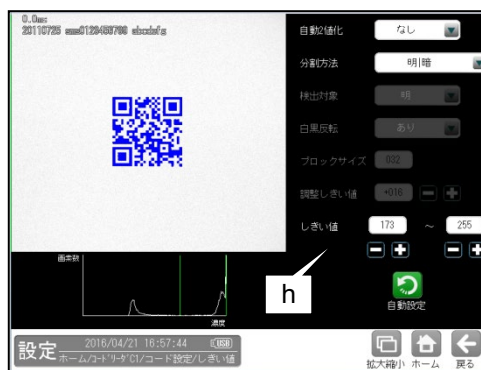 0.0ms
20110725 ama0123456789 abcdefg
自動2値化 なし
分割方法 明|暗
検出対象 明
白黒反転 あり
ブロックサイズ 032
調整しきい値 +016
しきい値 173 ～ 255
h
自動設定
画素数
濃度
設定
2016/04/21 16:57:44 USB
ホーム/コードリーダC1/コード設定/しきい値
拡大縮小 ホーム 戻る